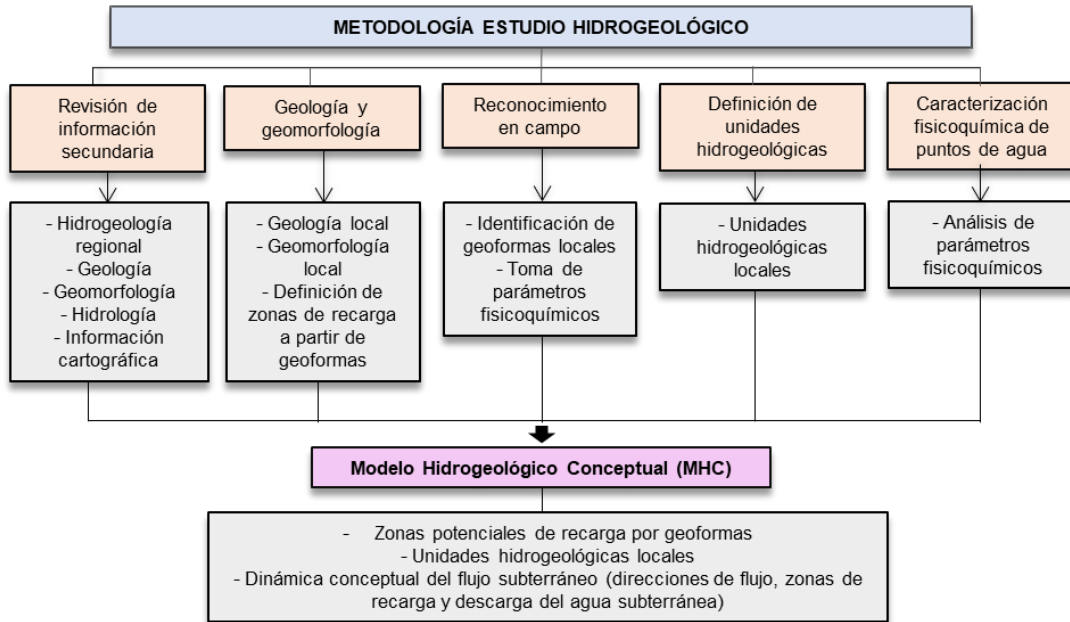 METODOLOGÍA ESTUDIO HIDROGEOLÓGICO
Revisión de
información
secundaria
Geología y
geomorfología
Reconocimiento
en campo
Definición de
unidades
hidrogeológicas
Caracterización
fisicoquímica de
puntos de agua
- Hidrogeología
regional
- Geología
- Geomorfología
- Hidrología
- Información
cartográfica
- Geología local
- Geomorfología
local
- Definición de
zonas de recarga
a partir de
geoformas
- Identificación de
geoformas locales
- Toma de
parámetros
fisicoquímicos
- Unidades
hidrogeológicas
locales
- Análisis de
parámetros
fisicoquímicos
Modelo Hidrogeológico Conceptual (MHC)
- Zonas potenciales de recarga por geoformas
- Unidades hidrogeológicas locales
- Dinámica conceptual del flujo subterráneo (direcciones de flujo, zonas de
recarga y descarga del agua subterránea)